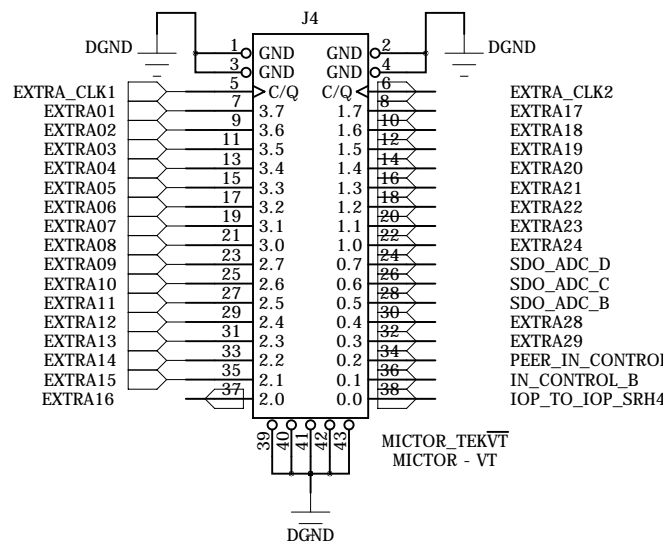 J4
DGND 1 GND GND 2 DGND
3 GND GND 4
EXTRA_CLK1 5 C/Q C/Q 6 EXTRA_CLK2
EXTRA01 7 3.7 1.7 8 EXTRA17
EXTRA02 9 3.6 1.6 10 EXTRA18
EXTRA03 11 3.5 1.5 12 EXTRA19
EXTRA04 13 3.4 1.4 14 EXTRA20
EXTRA05 15 3.3 1.3 16 EXTRA21
EXTRA06 17 3.2 1.2 18 EXTRA22
EXTRA07 19 3.1 1.1 20 EXTRA23
EXTRA08 21 3.0 1.0 22 EXTRA24
EXTRA09 23 2.7 0.7 24 SDO_ADC_D
EXTRA10 25 2.6 0.6 26 SDO_ADC_C
EXTRA11 27 2.5 0.5 28 SDO_ADC_B
EXTRA12 29 2.4 0.4 30 EXTRA28
EXTRA13 31 2.3 0.3 32 EXTRA29
EXTRA14 33 2.2 0.2 34 PEER_IN_CONTROL
EXTRA15 35 2.1 0.1 36 IN_CONTROL_B
EXTRA16 37 2.0 0.0 38 IOP_TO_IOP_SRH4
39 40 41 42 43
MICTOR_TEKVT
MICTOR - VT
DGND